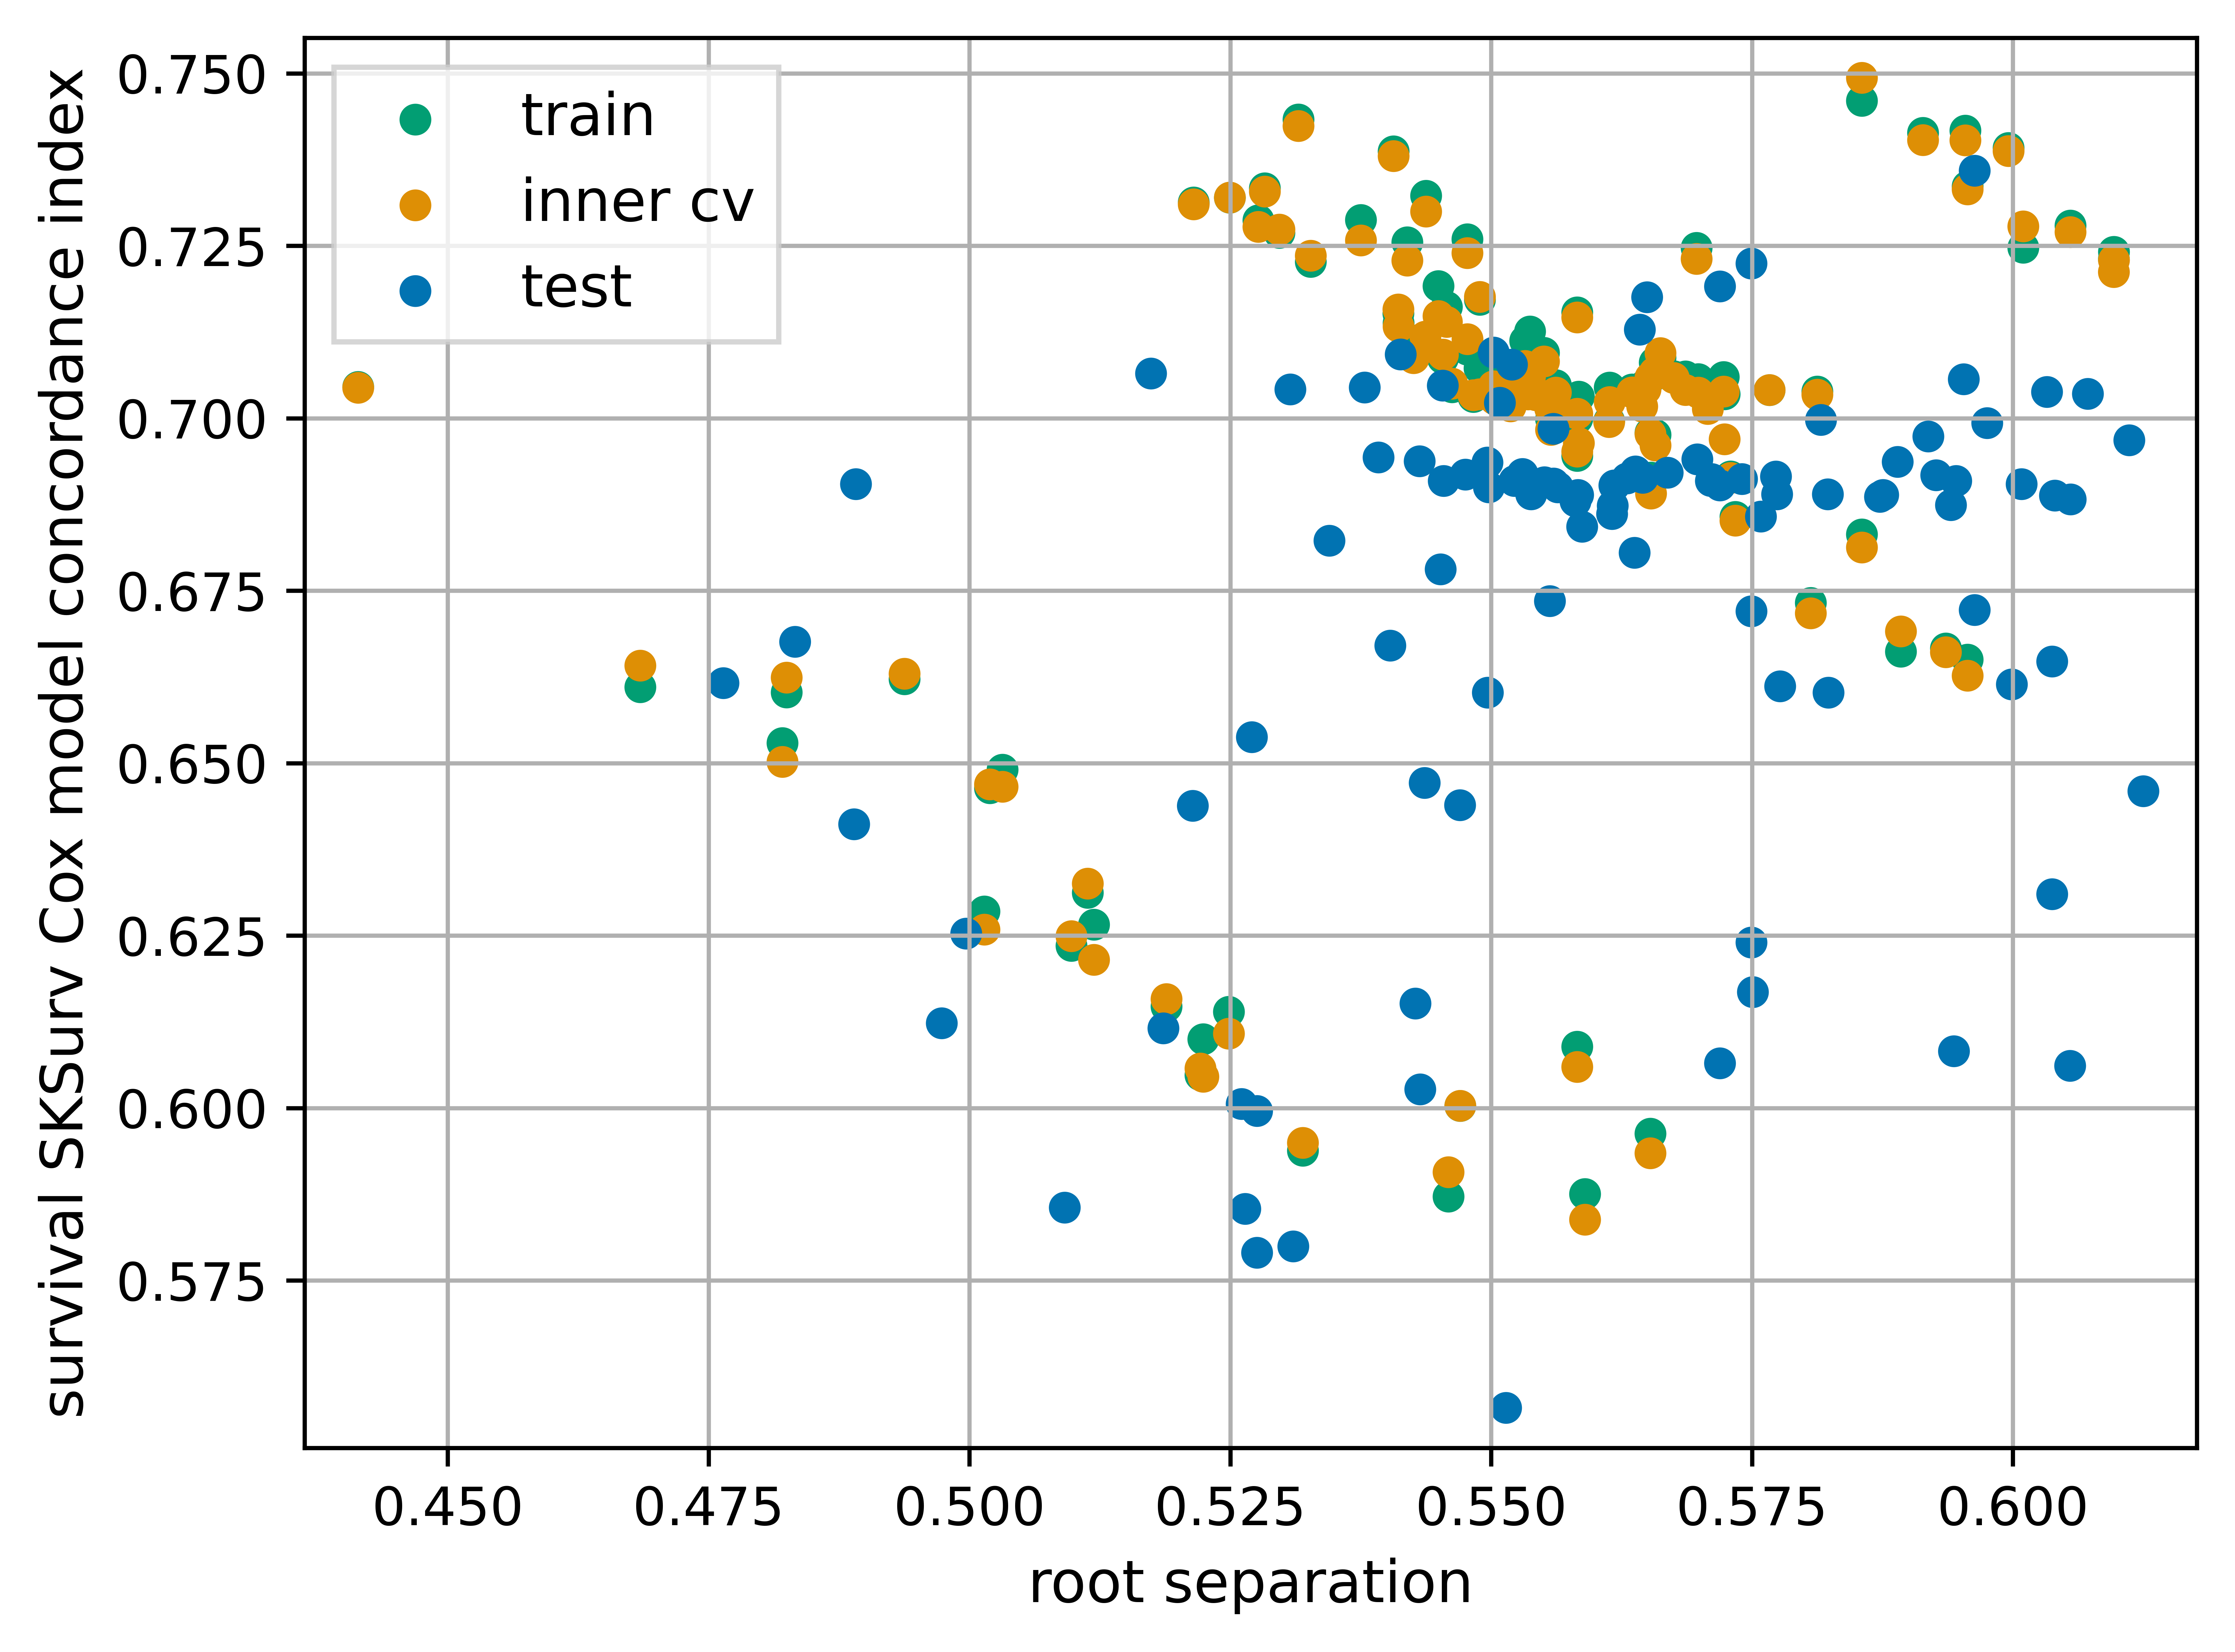 train
inner cv
test
survival SKSurv Cox model concordance index
0.750
0.725
0.700
0.675
0.650
0.625
0.600
0.575
0.450 0.475 0.500 0.525 0.550 0.575 0.600
root separation